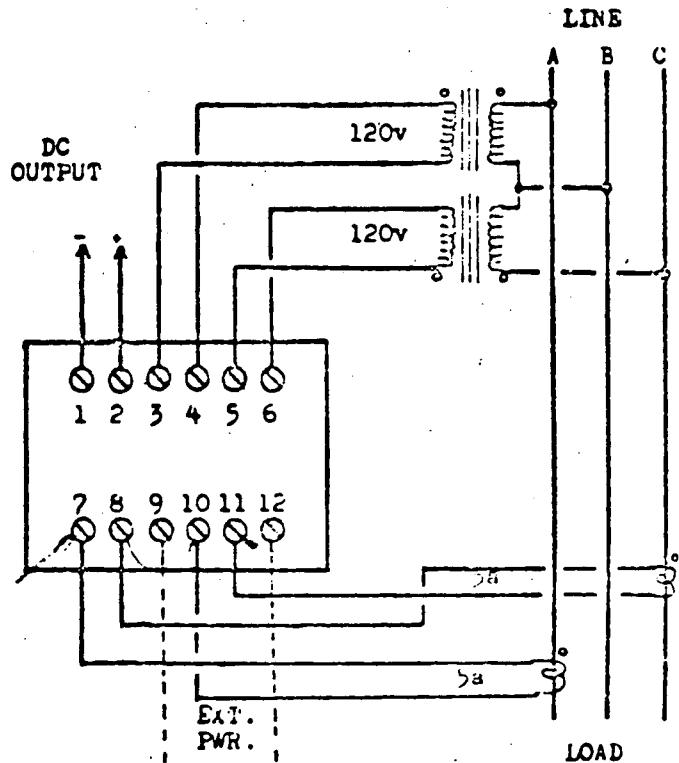 LINE
A B C
120v
DC
OUTPUT
120v
- +
1 2 3 4 5 6
7 8 9 10 11 12
5a
5a
EXT.
PWR.
LOAD